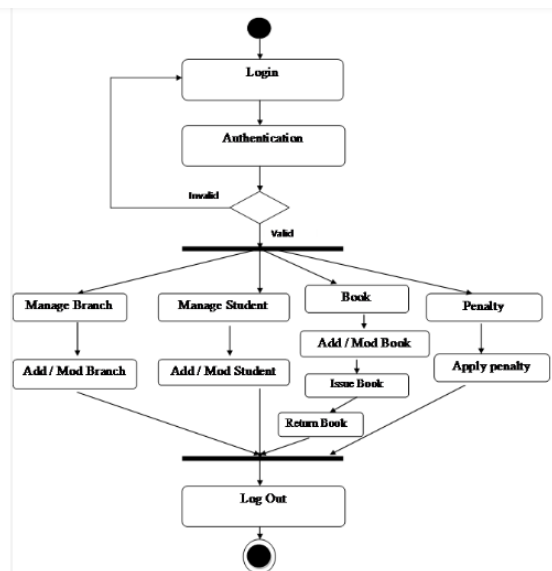 Login
Authentication
Invalid
Valid
Manage Branch
Manage Student
Book
Penalty
Add / Mod Branch
Add / Mod Student
Add / Mod Book
Apply penalty
Issue Book
Return Book
Log Out